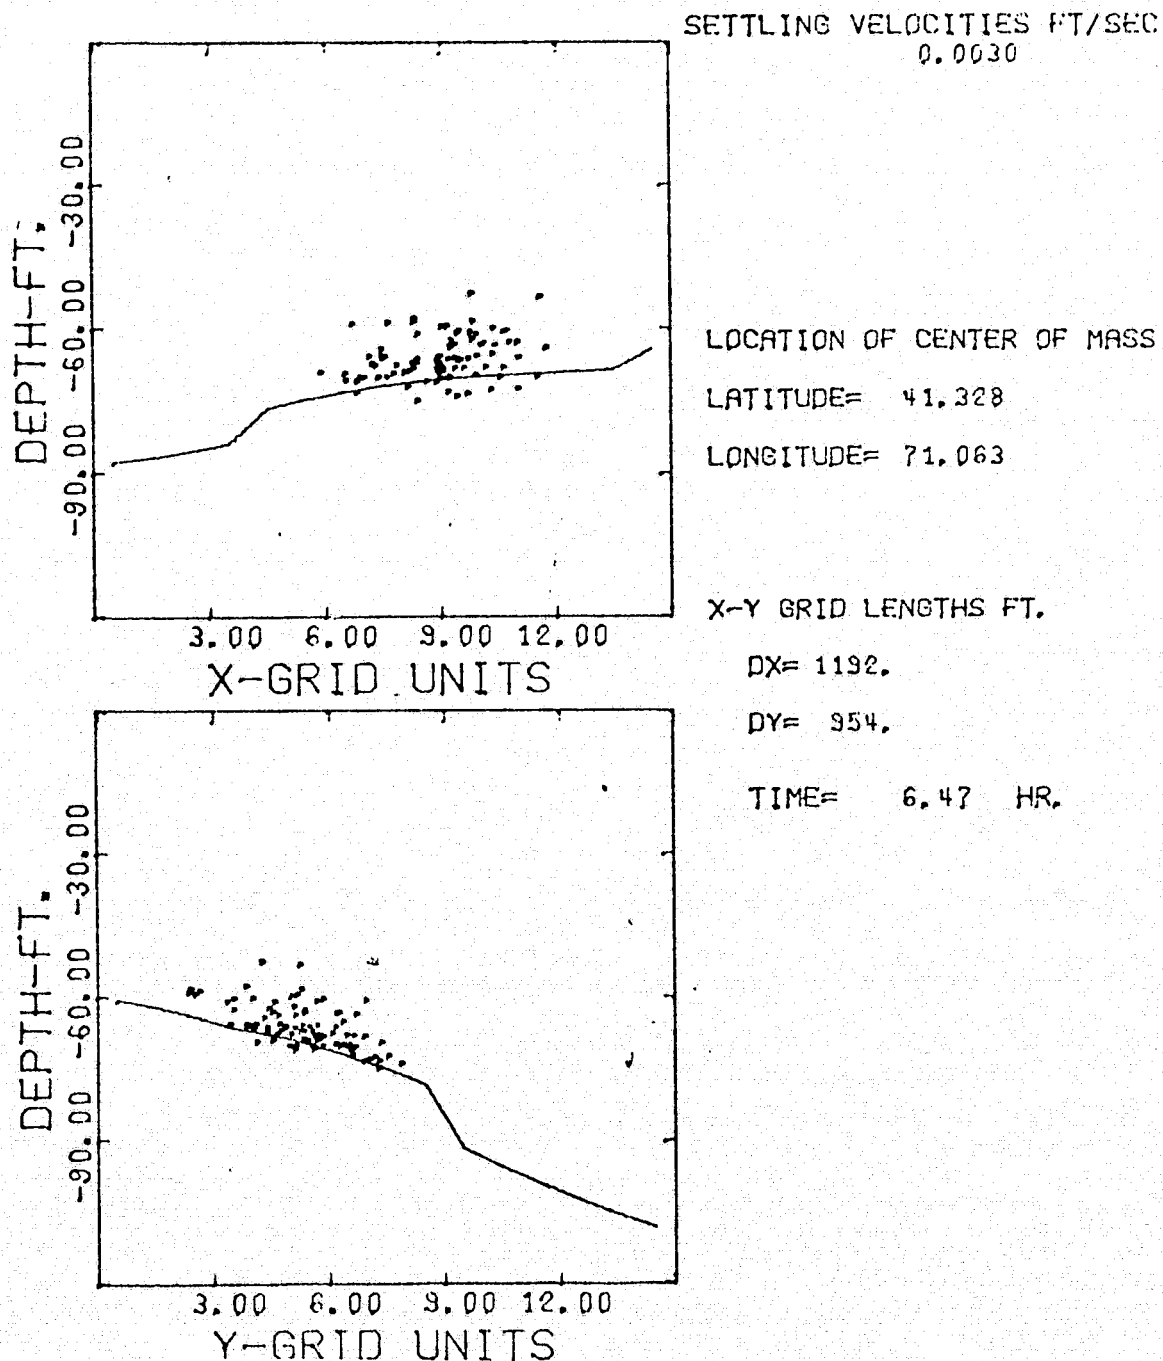 SETTLING VELOCITIES FT/SEC
0.0030
-30.00
-60.00
-90.00
DEPTH-FT.
3.00 6.00 9.00 12.00
X-GRID UNITS
LOCATION OF CENTER OF MASS
LATITUDE= 41.328
LONGITUDE= 71.063
X-Y GRID LENGTHS FT.
DX= 1192.
DY= 954.
TIME= 6.47 HR.
-30.00
-60.00
-90.00
DEPTH-FT.
3.00 6.00 9.00 12.00
Y-GRID UNITS